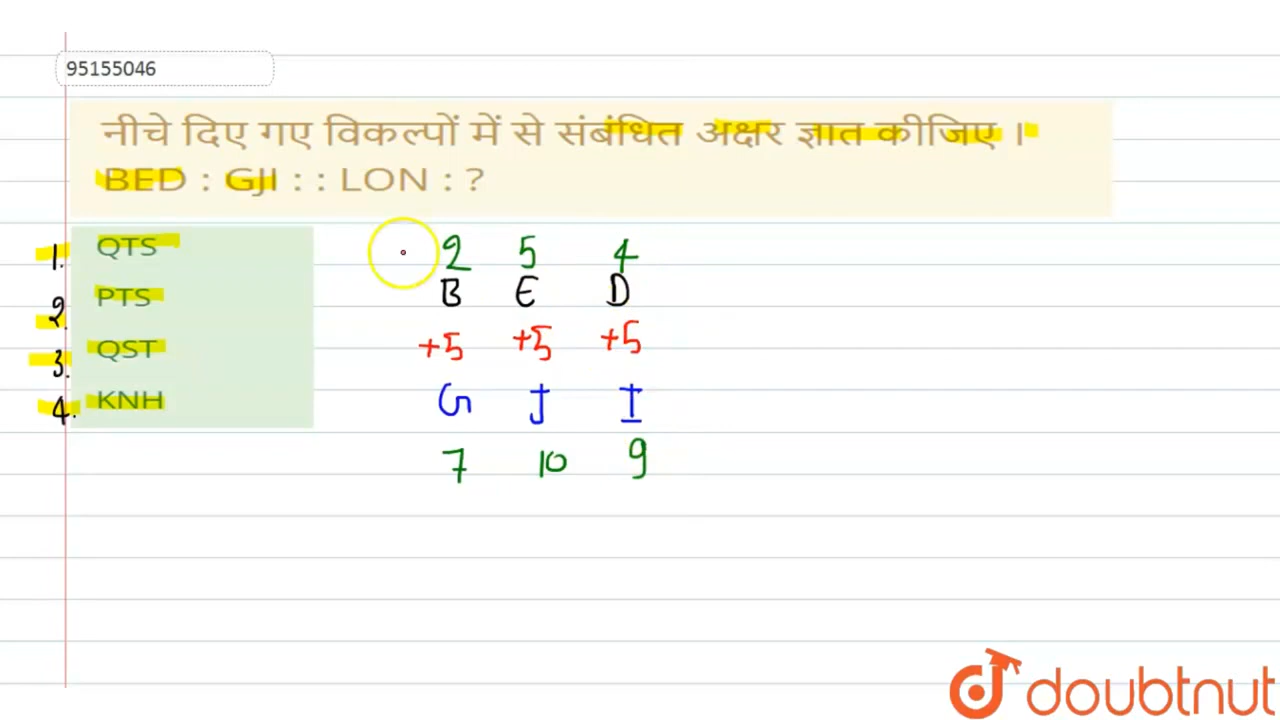 95155046
नीचे दिए गए विकल्पों में से संबंधित अक्षर ज्ञात कीजिए ।
BED : GJI : : LON : ?
1. QTS
2. PTS
3. QST
4. KNH
2 5 4
B E D
+5 +5 +5
G J I
7 10 9
doubtnut